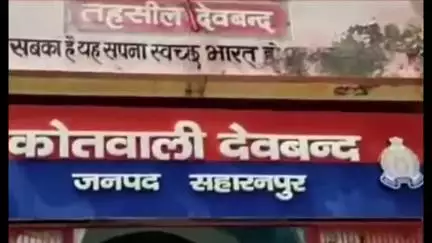 तहसील देवबन्द
सबका है यह सपना स्वच्छ भारत हो
कोतवाली देवबन्द
जनपद सहारनपुर